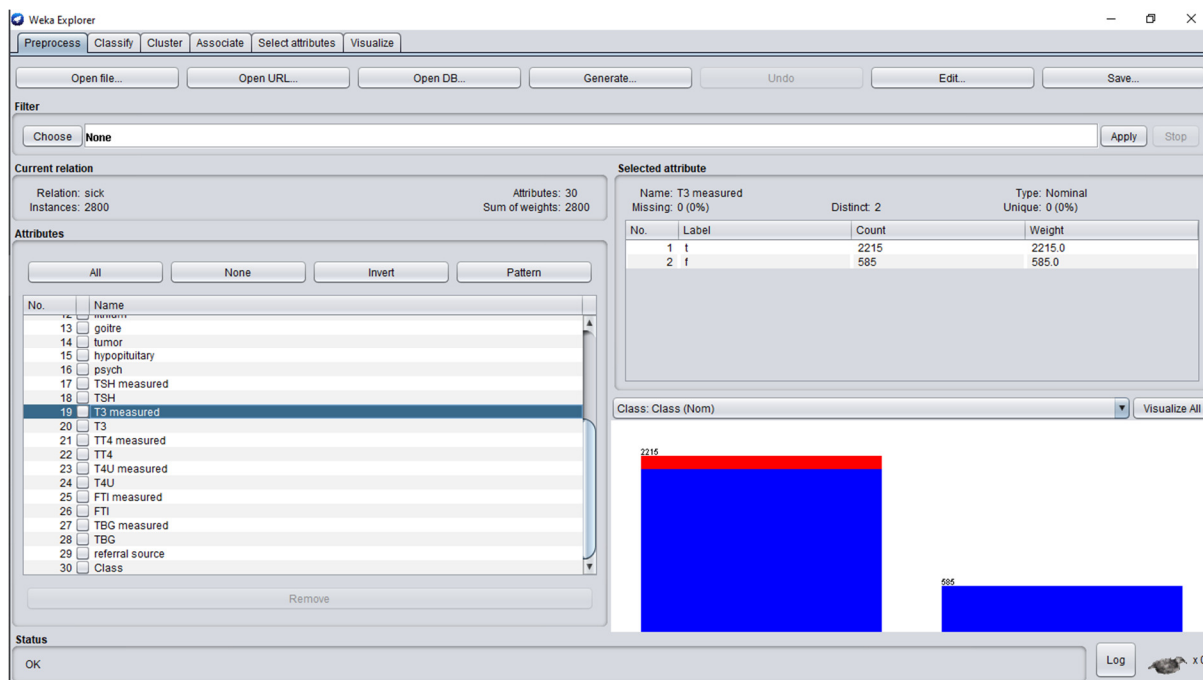 Weka Explorer
Preprocess Classify Cluster Associate Select attributes Visualize
Open file... Open URL... Open DB... Generate... Undo Edit... Save...
Filter
Choose None Apply Stop
Current relation
Relation: sick Attributes: 30
Instances: 2800 Sum of weights: 2800
Selected attribute
Name: T3 measured Type: Nominal
Missing: 0 (0%) Distinct: 2 Unique: 0 (0%)
No. Label Count Weight
1 t 2215 2215.0
2 f 585 585.0
Attributes
All None Invert Pattern
No. Name
12 lithium
13 goitre
14 tumor
15 hypopituitary
16 psych
17 TSH measured
18 TSH
19 T3 measured
20 T3
21 TT4 measured
22 TT4
23 T4U measured
24 T4U
25 FTI measured
26 FTI
27 TBG measured
28 TBG
29 referral source
30 Class
Remove
Class: Class (Nom) Visualize All
2215
585
Status
OK
Log x 0